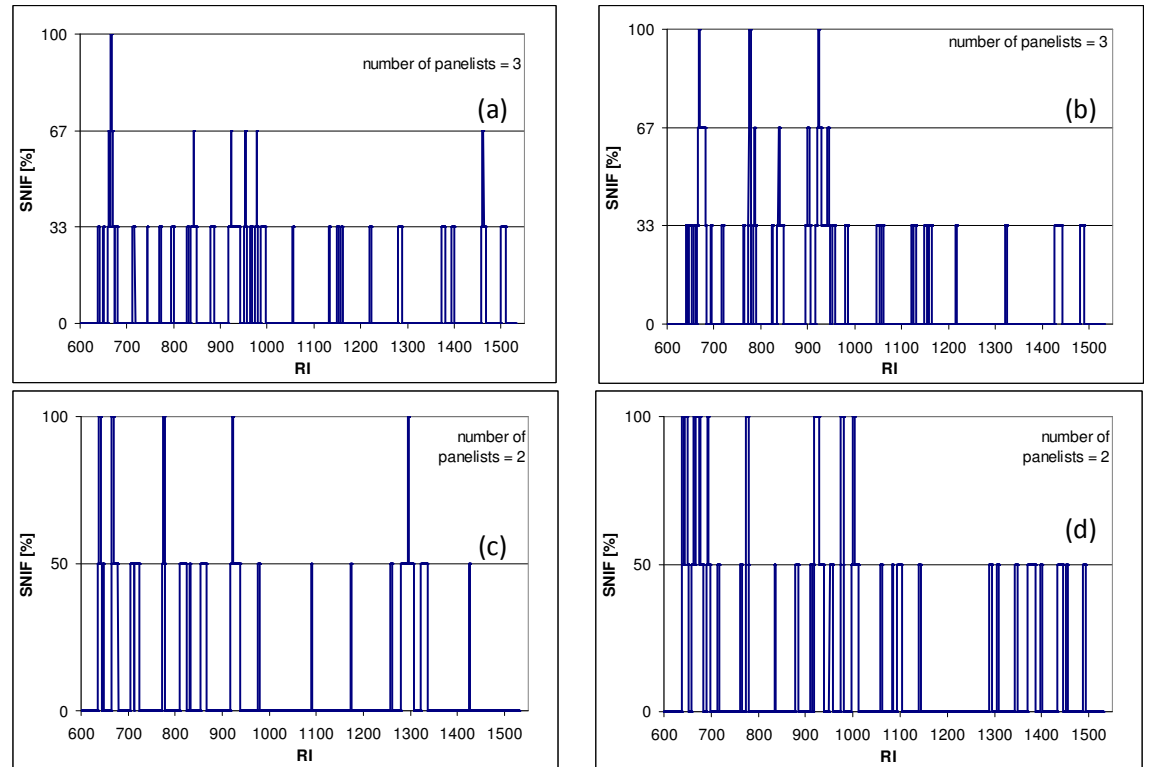 100
67
33
0
SNIF [%]
number of panelists = 3
(a)
600 700 800 900 1000 1100 1200 1300 1400 1500
RI
100
67
33
0
SNIF [%]
number of panelists = 3
(b)
600 700 800 900 1000 1100 1200 1300 1400 1500
RI
100
50
0
SNIF [%]
number of
panelists = 2
(c)
600 700 800 900 1000 1100 1200 1300 1400 1500
RI
100
50
0
SNIF [%]
number of
panelists = 2
(d)
600 700 800 900 1000 1100 1200 1300 1400 1500
RI